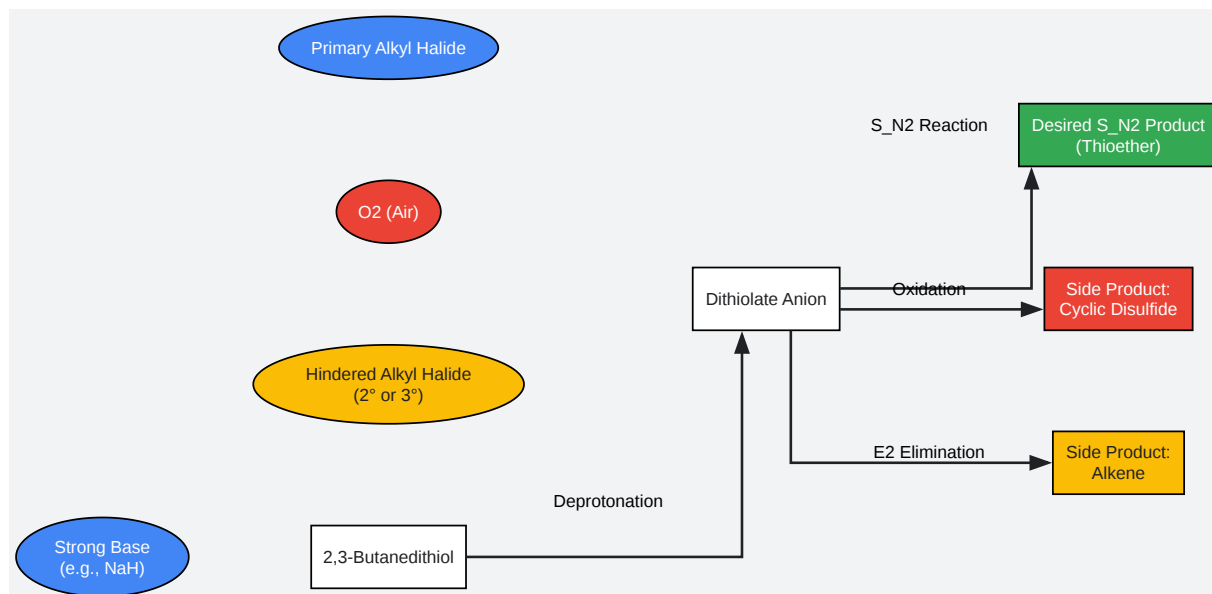 Primary Alkyl Halide
S_N2 Reaction
Desired S_N2 Product
(Thioether)
O2 (Air)
Dithiolate Anion
Oxidation
Side Product:
Cyclic Disulfide
Hindered Alkyl Halide
(2° or 3°)
E2 Elimination
Side Product:
Alkene
Deprotonation
Strong Base
(e.g., NaH)
2,3-Butanedithiol